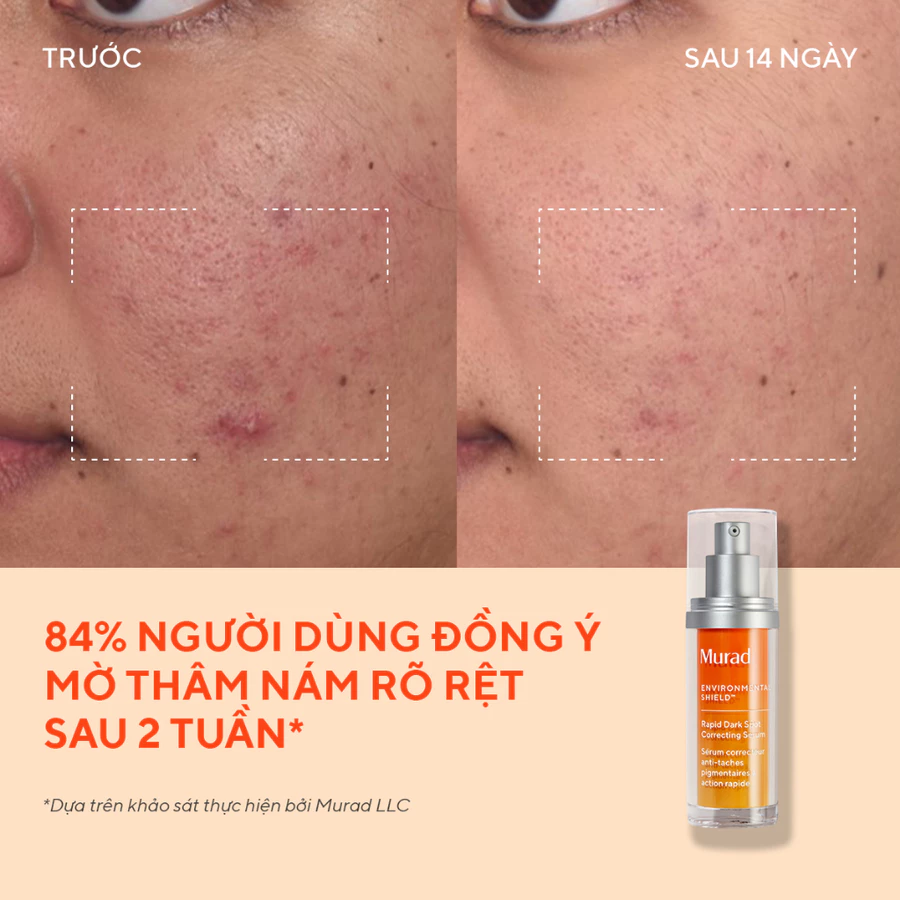 TRƯỚC
SAU 14 NGÀY
84% NGƯỜI DÙNG ĐỒNG Ý
MỜ THÂM NÁM RÕ RỆT
SAU 2 TUẦN*
*Dựa trên khảo sát thực hiện bởi Murad LLC
Murad
ENVIRONMENTAL
SHIELD™
Rapid Dark Spot
Correcting Serum
Sérum correcteur
anti-taches
pigmentaires
action rapide